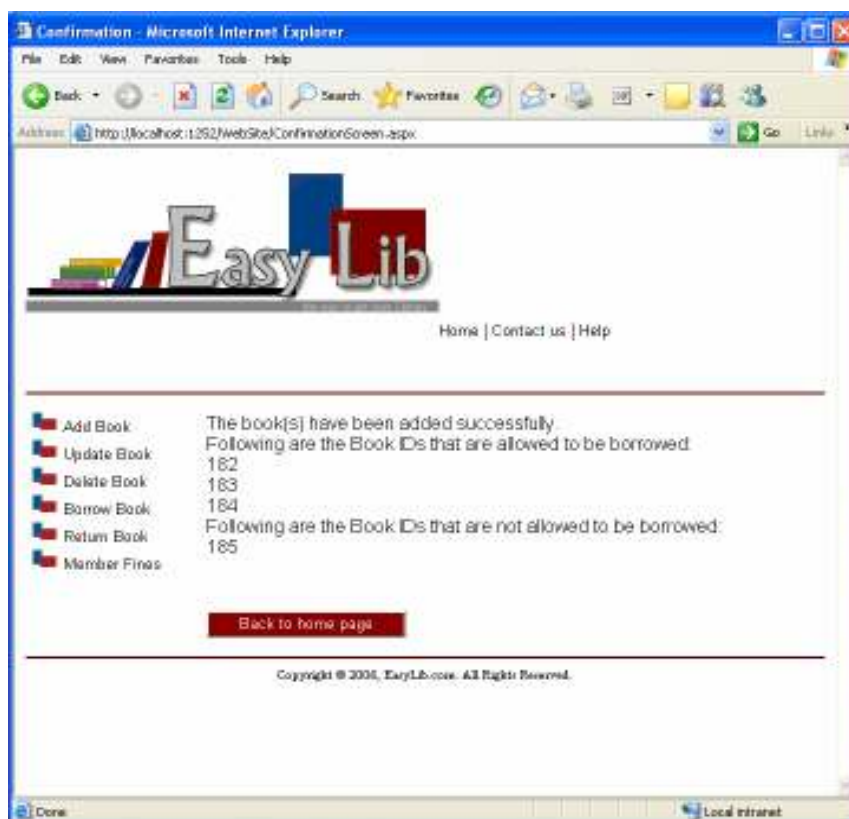 Confirmation - Microsoft Internet Explorer
File Edit View Favorites Tools Help
Back Search Favorites
Address http://localhost:1292/WebSite/ConfirmationScreen.aspx Go Links
Easy Lib
Home | Contact us | Help
Add Book
Update Book
Delete Book
Borrow Book
Return Book
Member Fines
The book(s) have been added successfully.
Following are the Book IDs that are allowed to be borrowed:
182
183
184
Following are the Book IDs that are not allowed to be borrowed:
185
Back to home page
Copyright © 2006, EasyLib.com. All Rights Reserved.
Done Local intranet